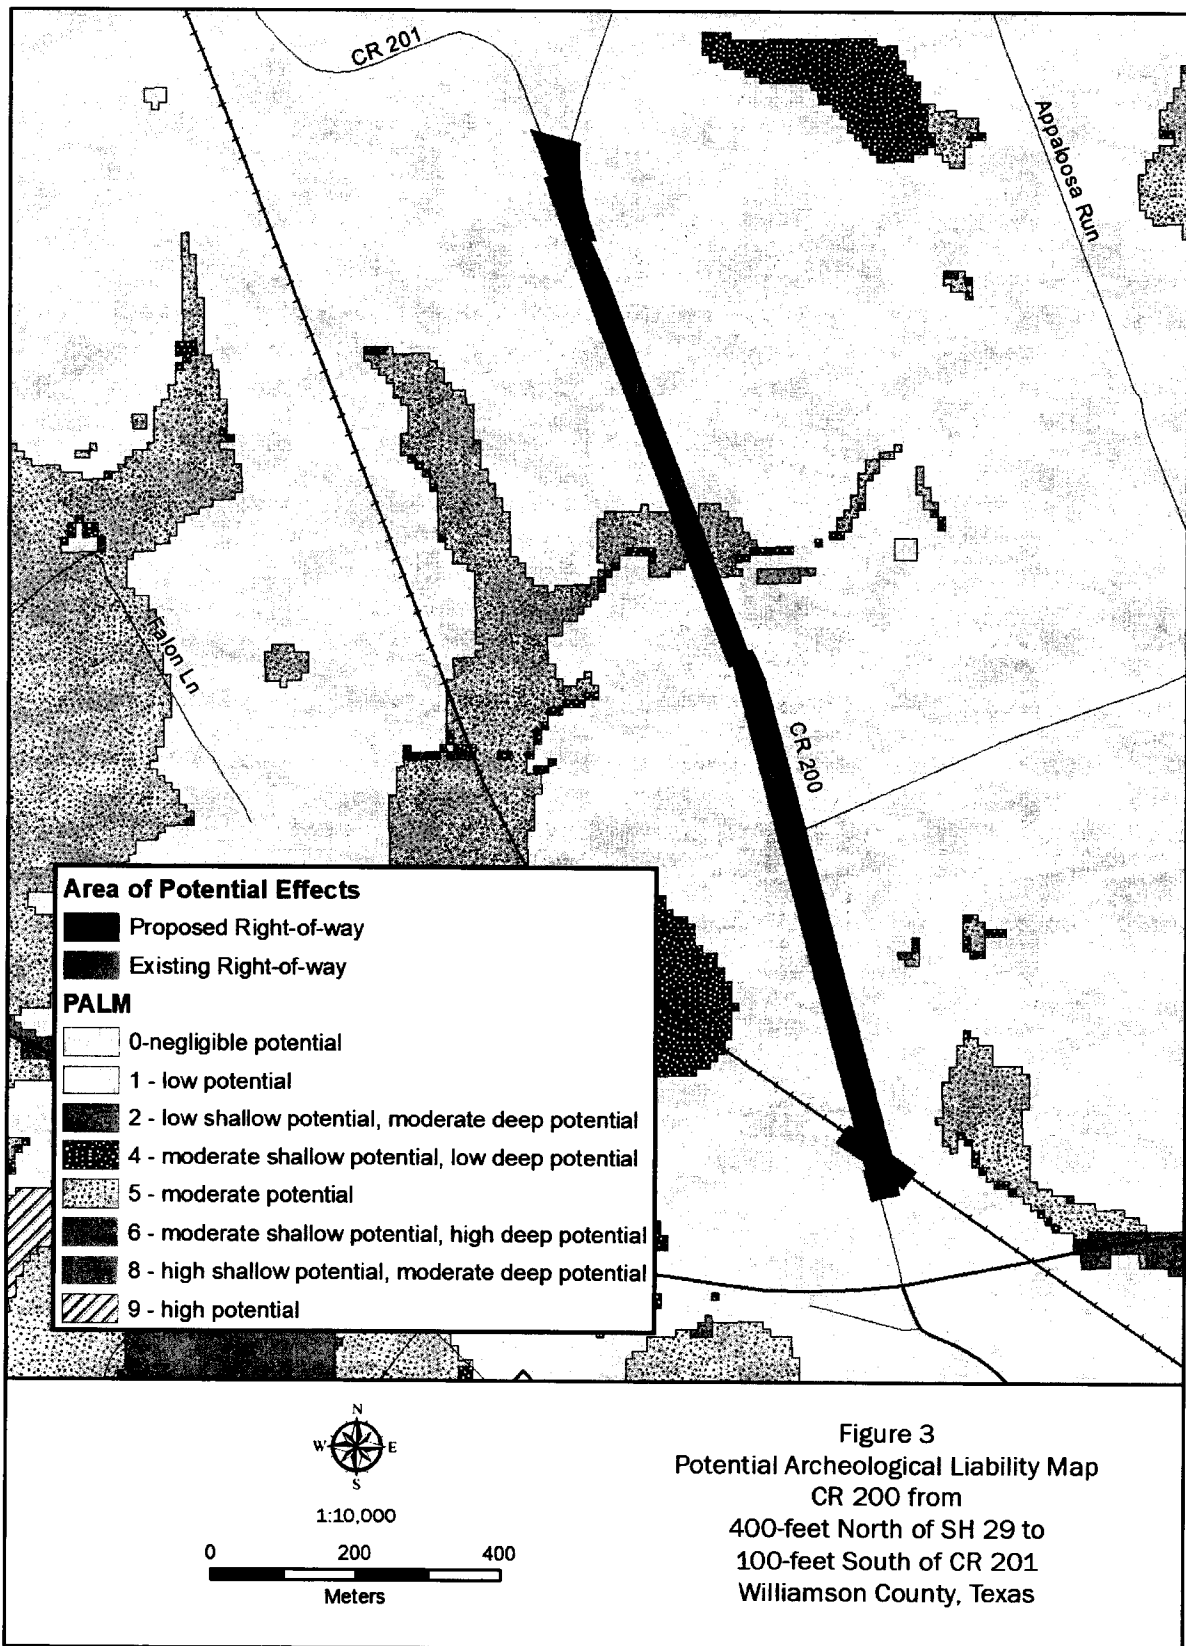 CR 201
Appaloosa Run
Falon Ln
CR 200
Area of Potential Effects
Proposed Right-of-way
Existing Right-of-way
PALM
0-negligible potential
1 - low potential
2 - low shallow potential, moderate deep potential
4 - moderate shallow potential, low deep potential
5 - moderate potential
6 - moderate shallow potential, high deep potential
8 - high shallow potential, moderate deep potential
9 - high potential
N
W E
S
1:10,000
0 200 400
Meters
Figure 3
Potential Archeological Liability Map
CR 200 from
400-feet North of SH 29 to
100-feet South of CR 201
Williamson County, Texas